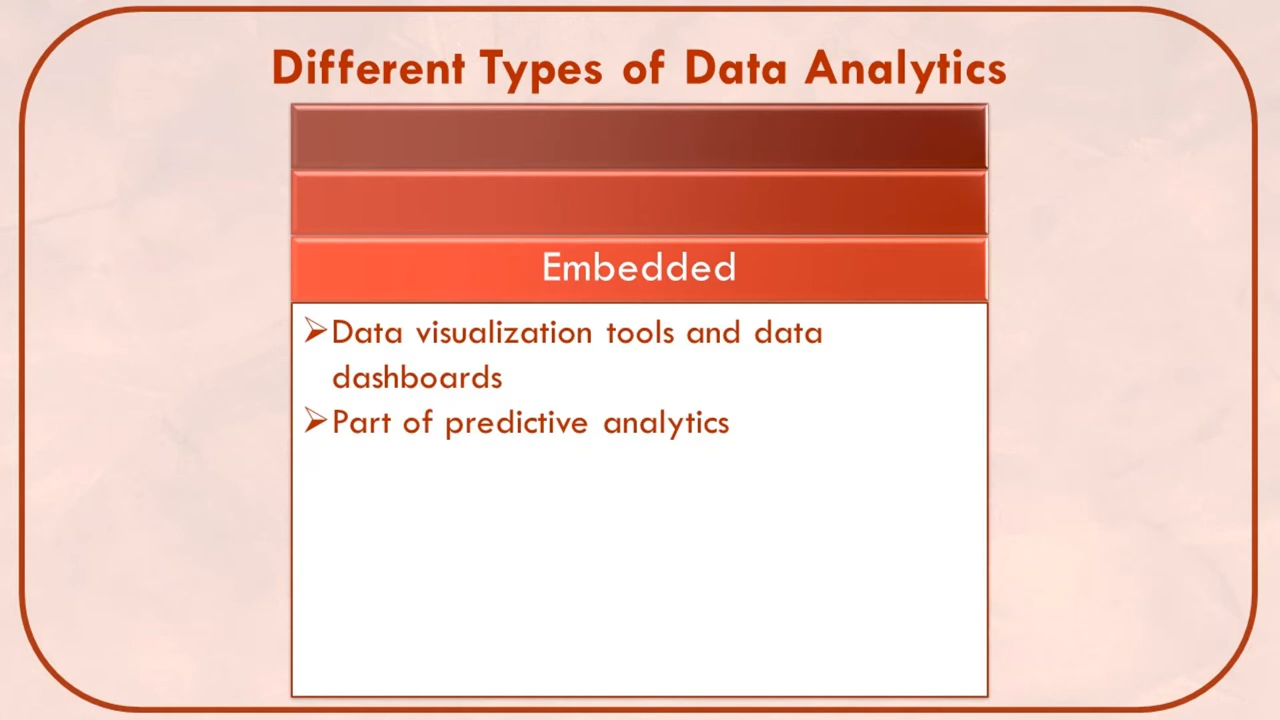 Different Types of Data Analytics
Embedded
➢Data visualization tools and data
dashboards
➢Part of predictive analytics